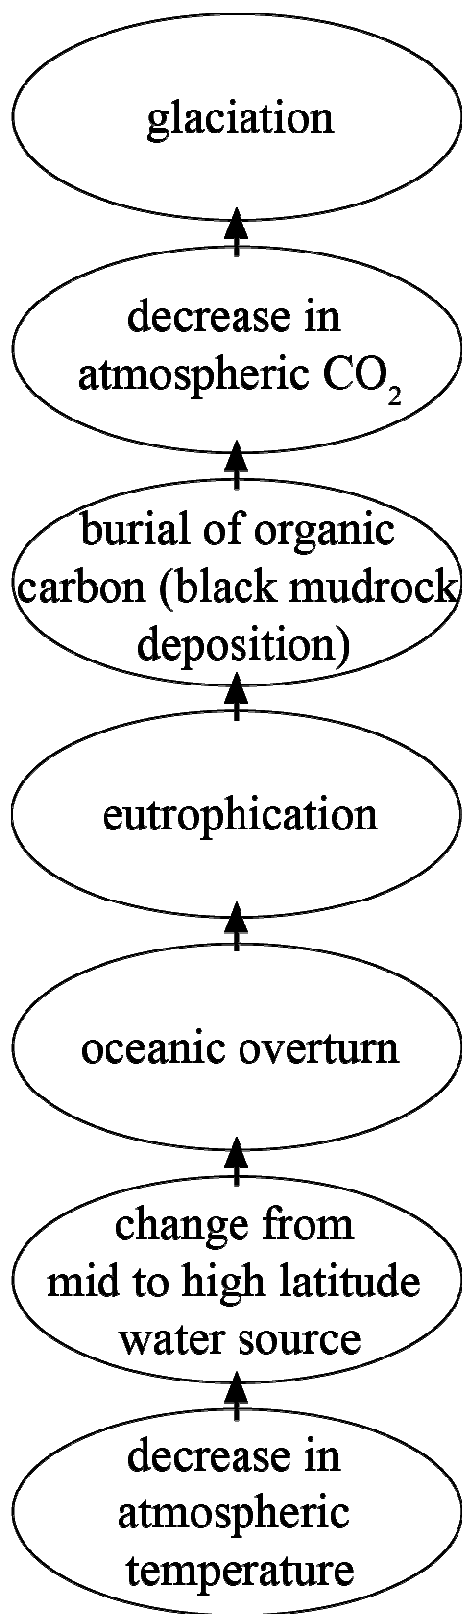 glaciation
decrease in
atmospheric CO₂
burial of organic
carbon (black mudrock
deposition)
eutrophication
oceanic overturn
change from
mid to high latitude
water source
decrease in
atmospheric
temperature